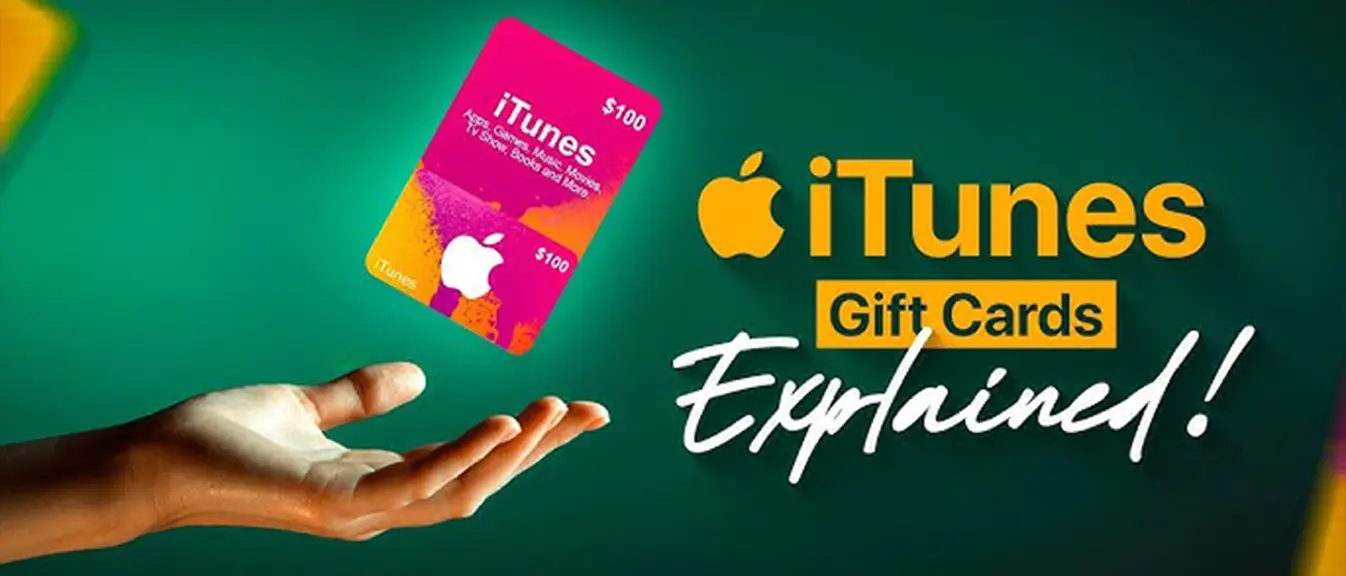 $100
iTunes
Apps, Games, Music, Movies,
Tv Show, Books and More.
$100
iTunes
iTunes
Gift Cards
Explained!